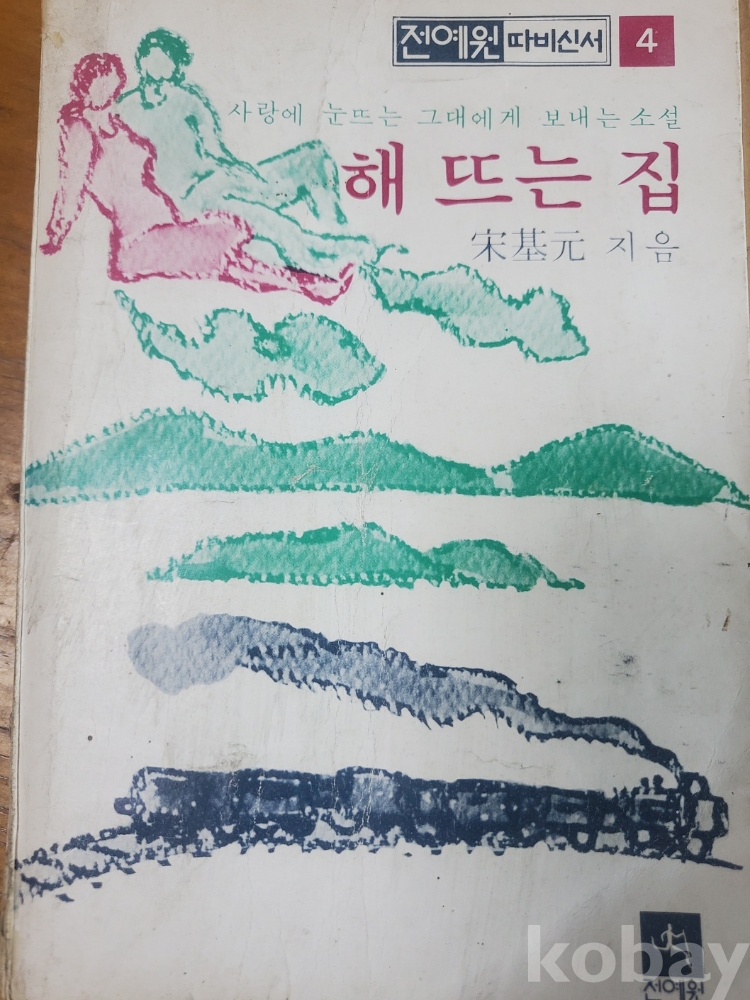 전예원 따비신서 4
사랑에 눈뜨는 그대에게 보내는 소설
해 뜨는 집
宋基元 지음
전예원
kobay